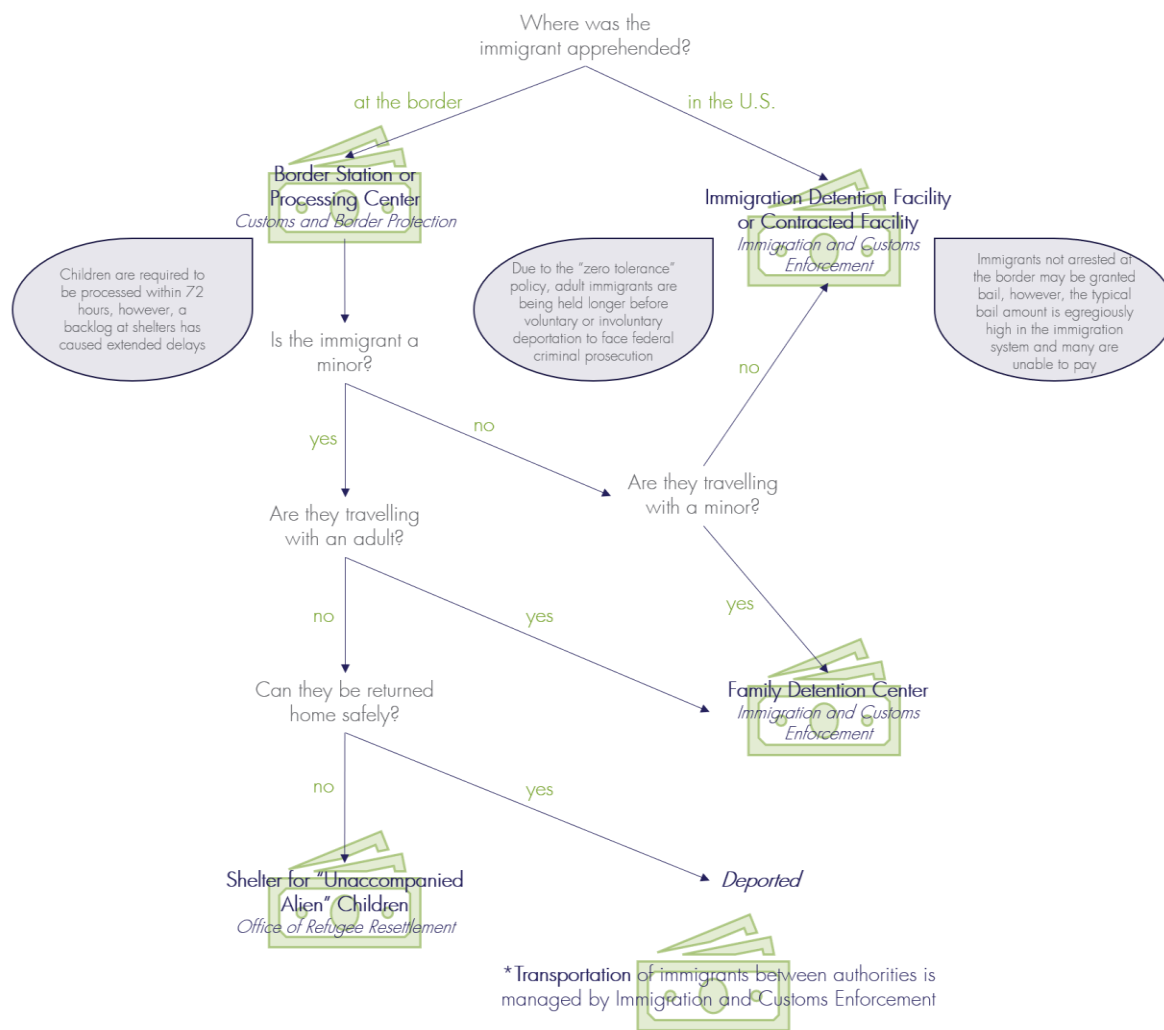 Where was the
immigrant apprehended?
at the border
in the U.S.
Border Station or
Processing Center
Customs and Border Protection
Immigration Detention Facility
or Contracted Facility
Immigration and Customs
Enforcement
Children are required to
be processed within 72
hours, however, a
backlog at shelters has
caused extended delays
Due to the “zero tolerance”
policy, adult immigrants are
being held longer before
voluntary or involuntary
deportation to face federal
criminal prosecution
Immigrants not arrested at
the border may be granted
bail, however, the typical
bail amount is egregiously
high in the immigration
system and many are
unable to pay
Is the immigrant a
minor?
no
yes
no
Are they travelling
with a minor?
Are they travelling
with an adult?
no
yes
yes
Can they be returned
home safely?
Family Detention Center
Immigration and Customs
Enforcement
no
yes
Shelter for “Unaccompanied
Alien” Children
Office of Refugee Resettlement
Deported
*Transportation of immigrants between authorities is
managed by Immigration and Customs Enforcement